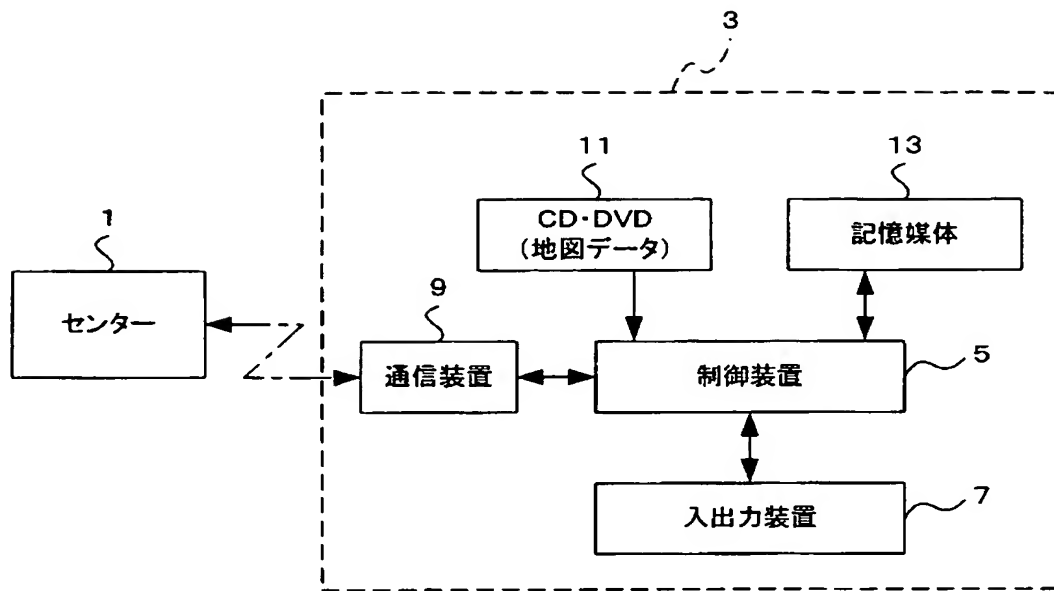 3
11
13
1
CD・DVD
(地図データ)
記憶媒体
センター
9
通信装置
制御装置
5
入出力装置
7